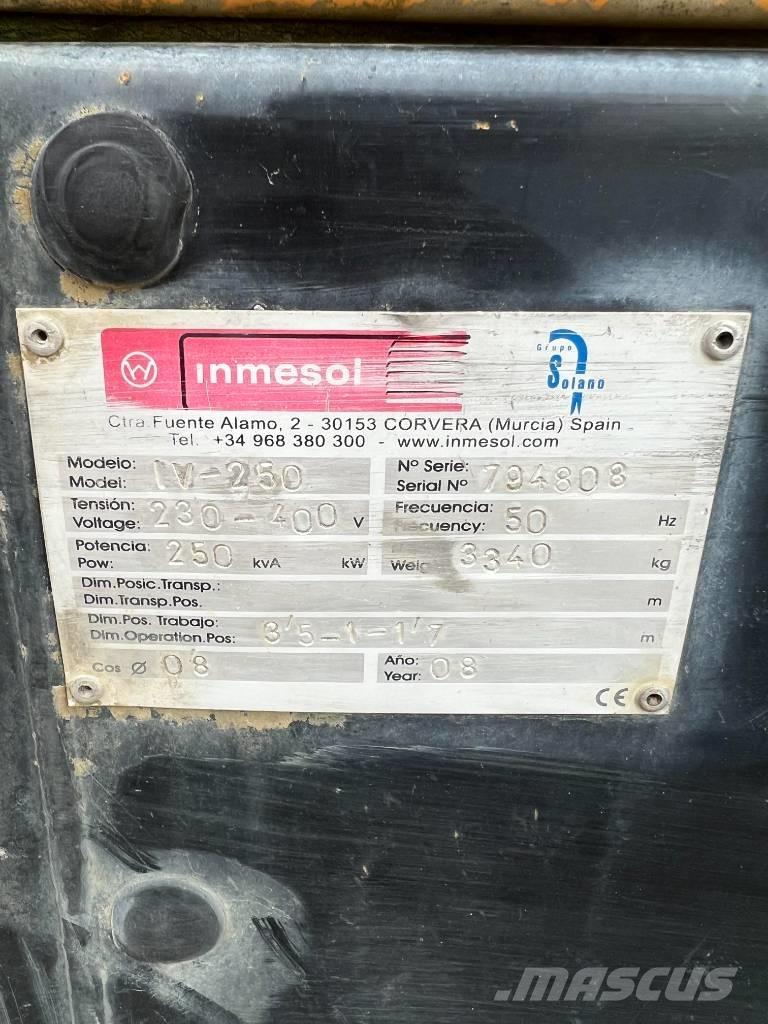 inmesol
Grupo
Solano
Ctra.Fuente Alamo, 2 - 30153 CORVERA (Murcia) Spain
Tel. +34 968 380 300 - www.inmesol.com
Modelo:
Model: IV-250
Nº Serie:
Serial Nº 794808
Tensión:
Voltage: 230-400 V
Frecuencia:
Frecuency: 50 Hz
Potencia:
Pow: 250 kvA kW
3340 kg
Dim.Posic.Transp.:
Dim.Transp.Pos. m
Dim.Pos. Trabajo:
Dim.Operation.Pos: 3'5-1-1'7 m
Cos Ø 0'8
Año:
Year: 08
CE
MASCUS